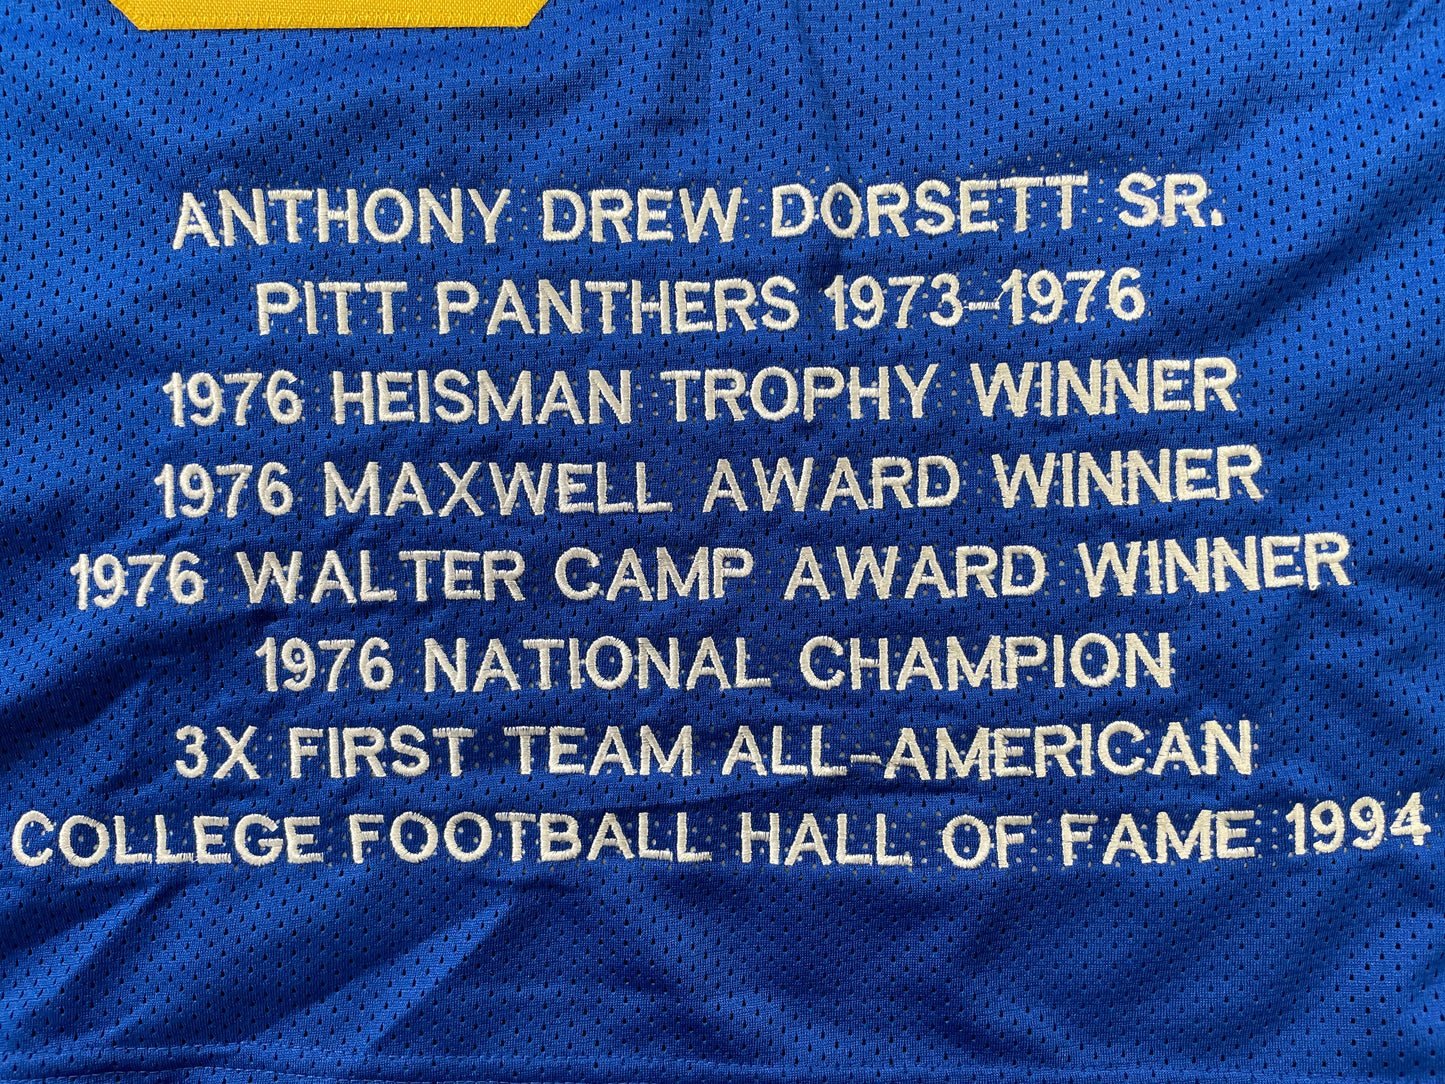 ANTHONY DREW DORSETT SR.
PITT PANTHERS 1973-1976
1976 HEISMAN TROPHY WINNER
1976 MAXWELL AWARD WINNER
1976 WALTER CAMP AWARD WINNER
1976 NATIONAL CHAMPION
3X FIRST TEAM ALL-AMERICAN
COLLEGE FOOTBALL HALL OF FAME 1994